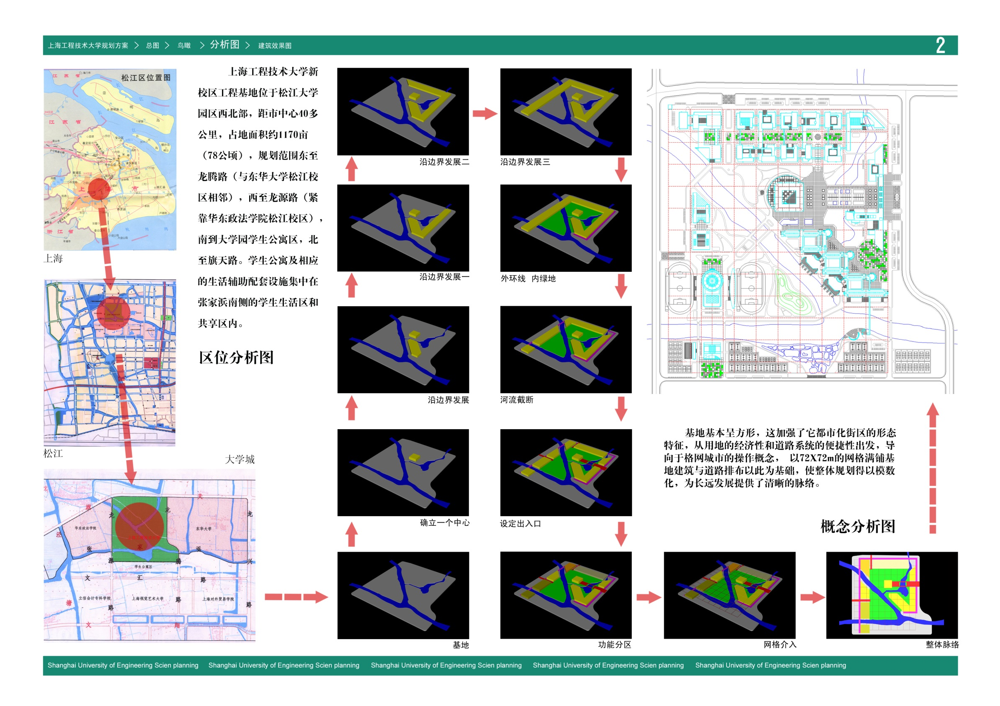 上海工程技术大学规划方案 > 总图 > 鸟瞰 > 分析图 > 建筑效果图
2
松江区位置图
江苏省
江苏省
上海市
浙江省
杭州湾
上海
松江
大学城
上海工程技术大学新
校区工程基地位于松江大学
园区西北部，距市中心40多
公里，占地面积约1170亩
（78公顷），规划范围东至
龙腾路（与东华大学松江校
区相邻），西至龙源路（紧
靠华东政法学院松江校区），
南到大学园学生公寓区，北
至旗天路。学生公寓及相应
的生活辅助配套设施集中在
张家浜南侧的学生生活区和
共享区内。
区位分析图
华东政法学院
东华大学
学生公寓区
立信会计专科学校
上海视觉艺术大学
上海对外贸易学院
沿边界发展二
沿边界发展三
沿边界发展一
外环线 内绿地
沿边界发展
河流截断
确立一个中心
设定出入口
基地
功能分区
网格介入
整体脉络
基地基本呈方形，这加强了它都市化街区的形态
特征，从用地的经济性和道路系统的便捷性出发，导
向于格网城市的操作概念， 以72X72m的网格满铺基
地建筑与道路排布以此为基础，使整体规划得以模数
化，为长远发展提供了清晰的脉络。
概念分析图
Shanghai University of Engineering Scien planning Shanghai University of Engineering Scien planning Shanghai University of Engineering Scien planning Shanghai University of Engineering Scien planning Shanghai University of Engineering Scien planning